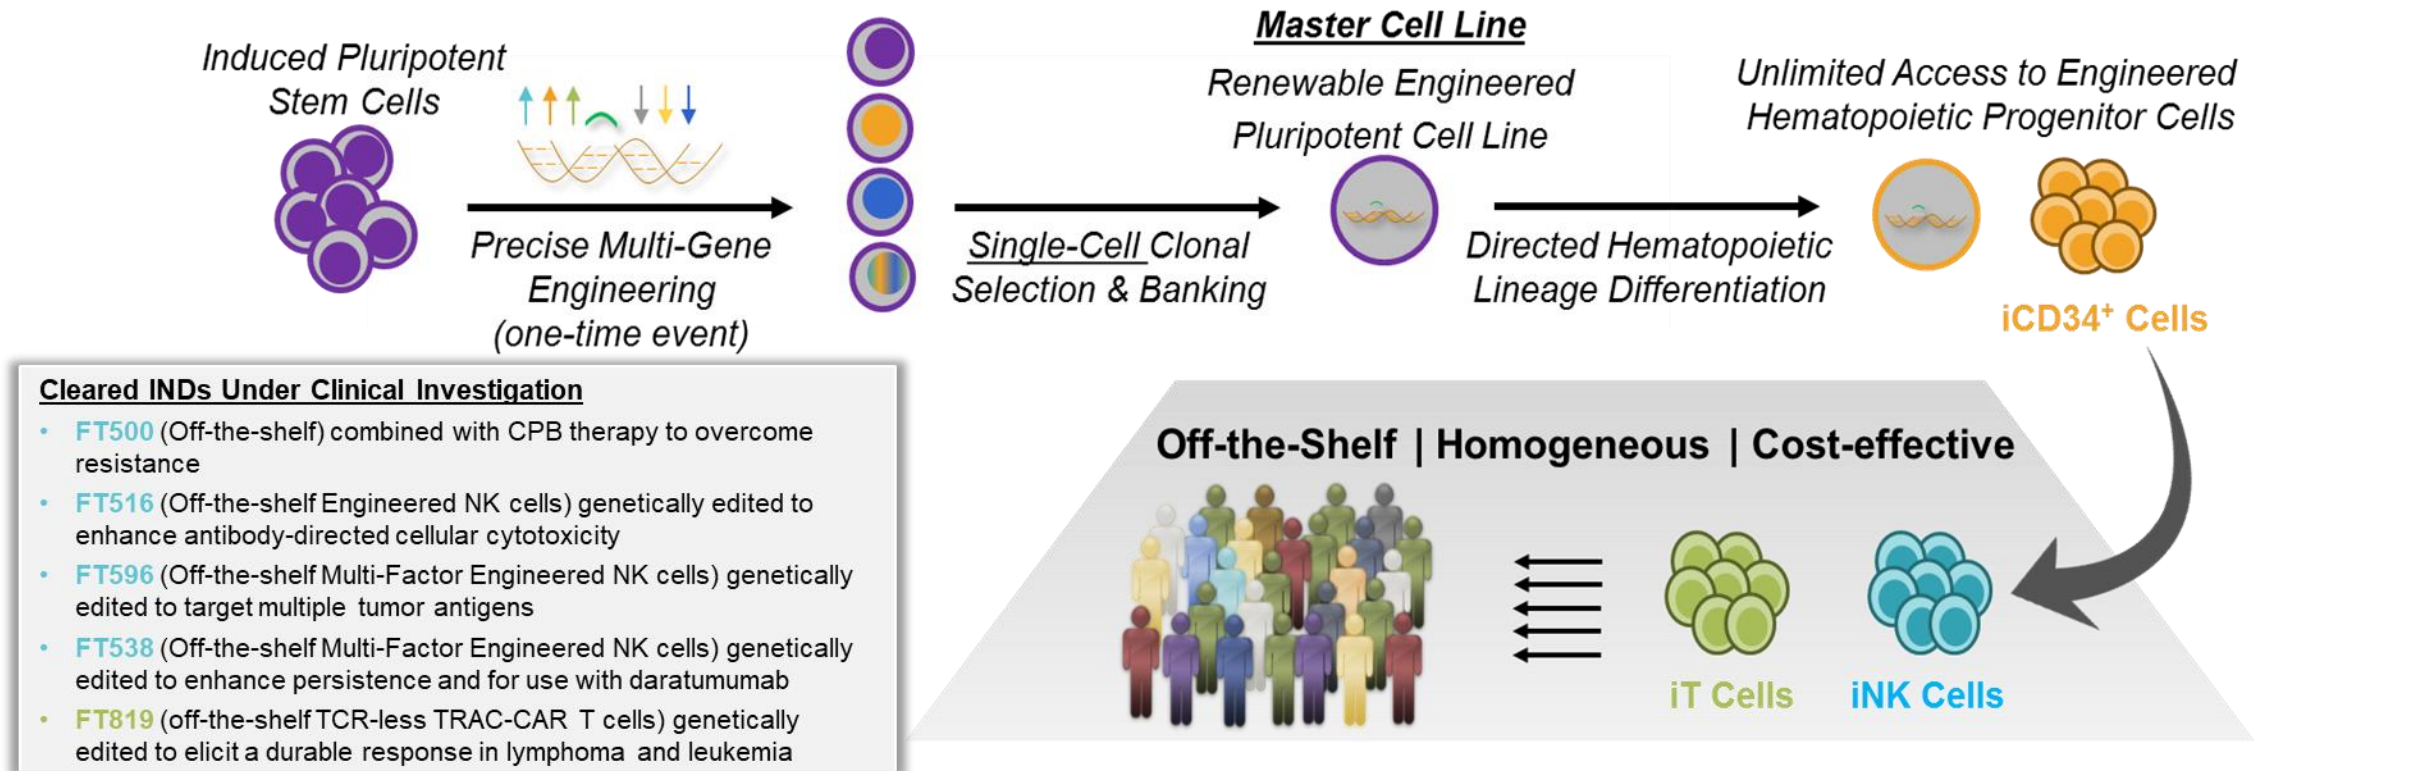 Induced Pluripotent
Stem Cells
Precise Multi-Gene
Engineering
(one-time event)
Single-Cell Clonal
Selection & Banking
Master Cell Line
Renewable Engineered
Pluripotent Cell Line
Directed Hematopoietic
Lineage Differentiation
Unlimited Access to Engineered
Hematopoietic Progenitor Cells
iCD34+ Cells
Cleared INDs Under Clinical Investigation
• FT500 (Off-the-shelf) combined with CPB therapy to overcome
resistance
• FT516 (Off-the-shelf Engineered NK cells) genetically edited to
enhance antibody-directed cellular cytotoxicity
• FT596 (Off-the-shelf Multi-Factor Engineered NK cells) genetically
edited to target multiple tumor antigens
• FT538 (Off-the-shelf Multi-Factor Engineered NK cells) genetically
edited to enhance persistence and for use with daratumumab
• FT819 (off-the-shelf TCR-less TRAC-CAR T cells) genetically
edited to elicit a durable response in lymphoma and leukemia
Off-the-Shelf | Homogeneous | Cost-effective
iT Cells
iNK Cells